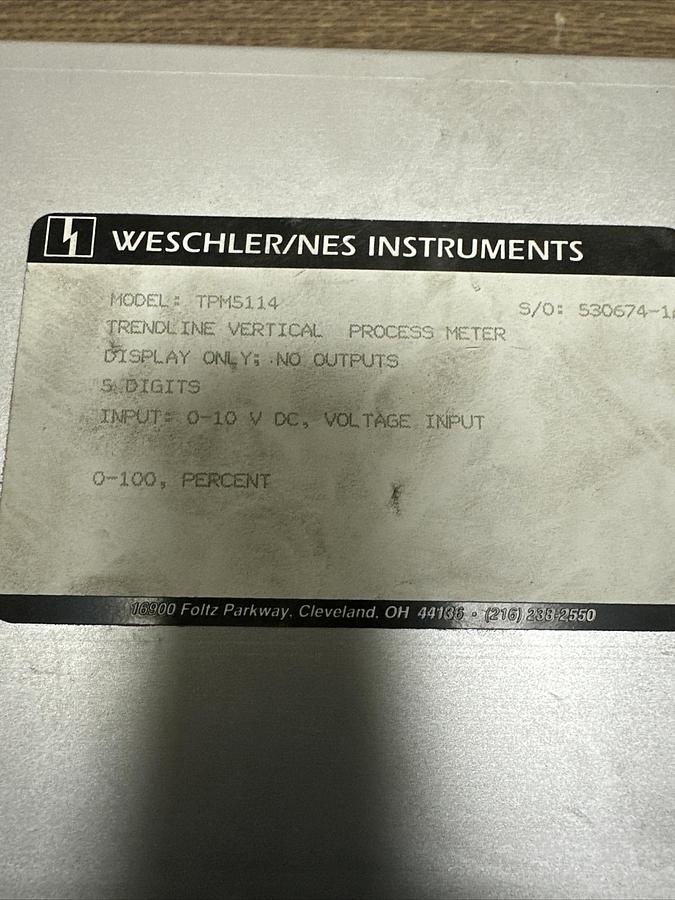 WESCHLER/NES INSTRUMENTS
MODEL: TPM5114
S/O: 530674-1
TRENDLINE VERTICAL PROCESS METER
DISPLAY ONLY; NO OUTPUTS
5 DIGITS
INPUT: 0-10 V DC, VOLTAGE INPUT
0-100, PERCENT
16900 Foltz Parkway, Cleveland, OH 44136 • (216) 238-2550